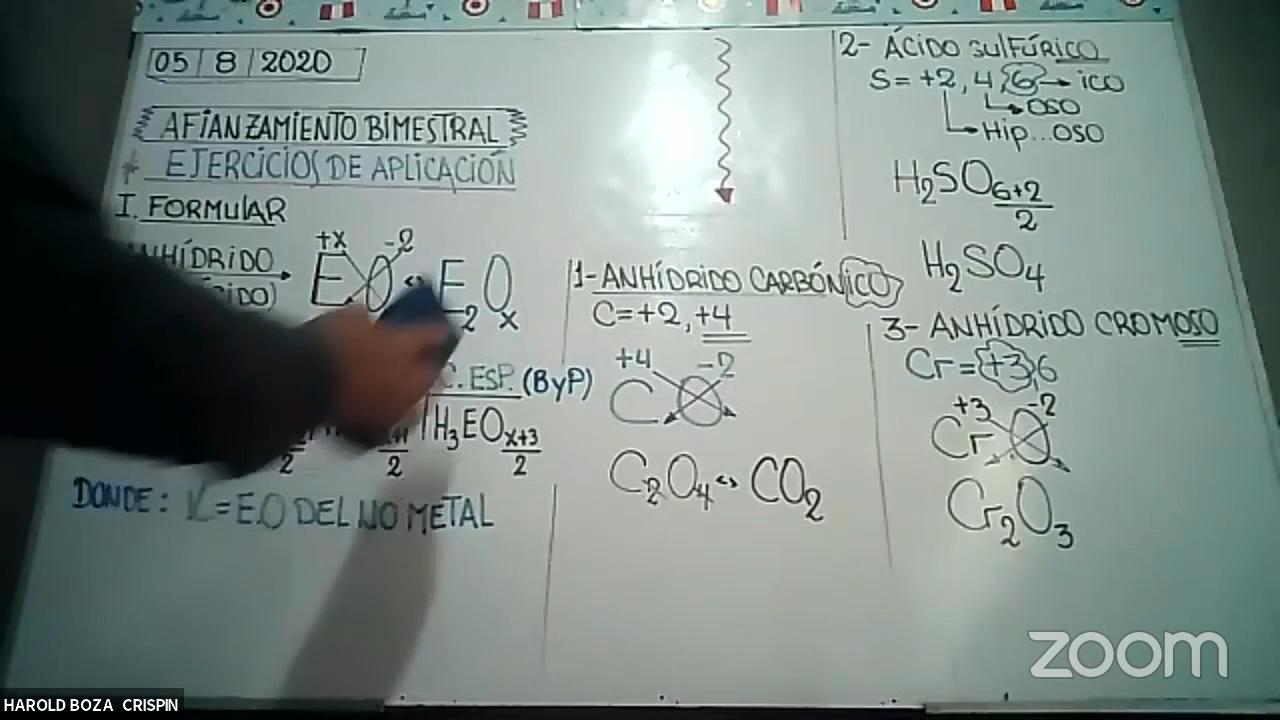 05 | 8 | 2020
AFIANZAMIENTO BIMESTRAL
EJERCICIOS DE APLICACIÓN
I. FORMULAR
+x -2
E O <> E₂Oₓ
C. ESP. (ByP)
2
2
H₃EO x+3
2
DONDE: X = E.O DEL NO METAL
1- ANHÍDRIDO CARBÓNICO
C = +2, +4
+4 -2
C O
C₂O₄ <> CO₂
2- ÁCIDO SULFÚRICO
S = +2, 4, 6 → ICO
OSO
Hip...OSO
H₂SO 6+2
2
H₂SO₄
3- ANHÍDRIDO CROMOSO
Cr = +3, 6
+3 -2
Cr O
Cr₂O₃
zoom
HAROLD BOZA CRISPIN